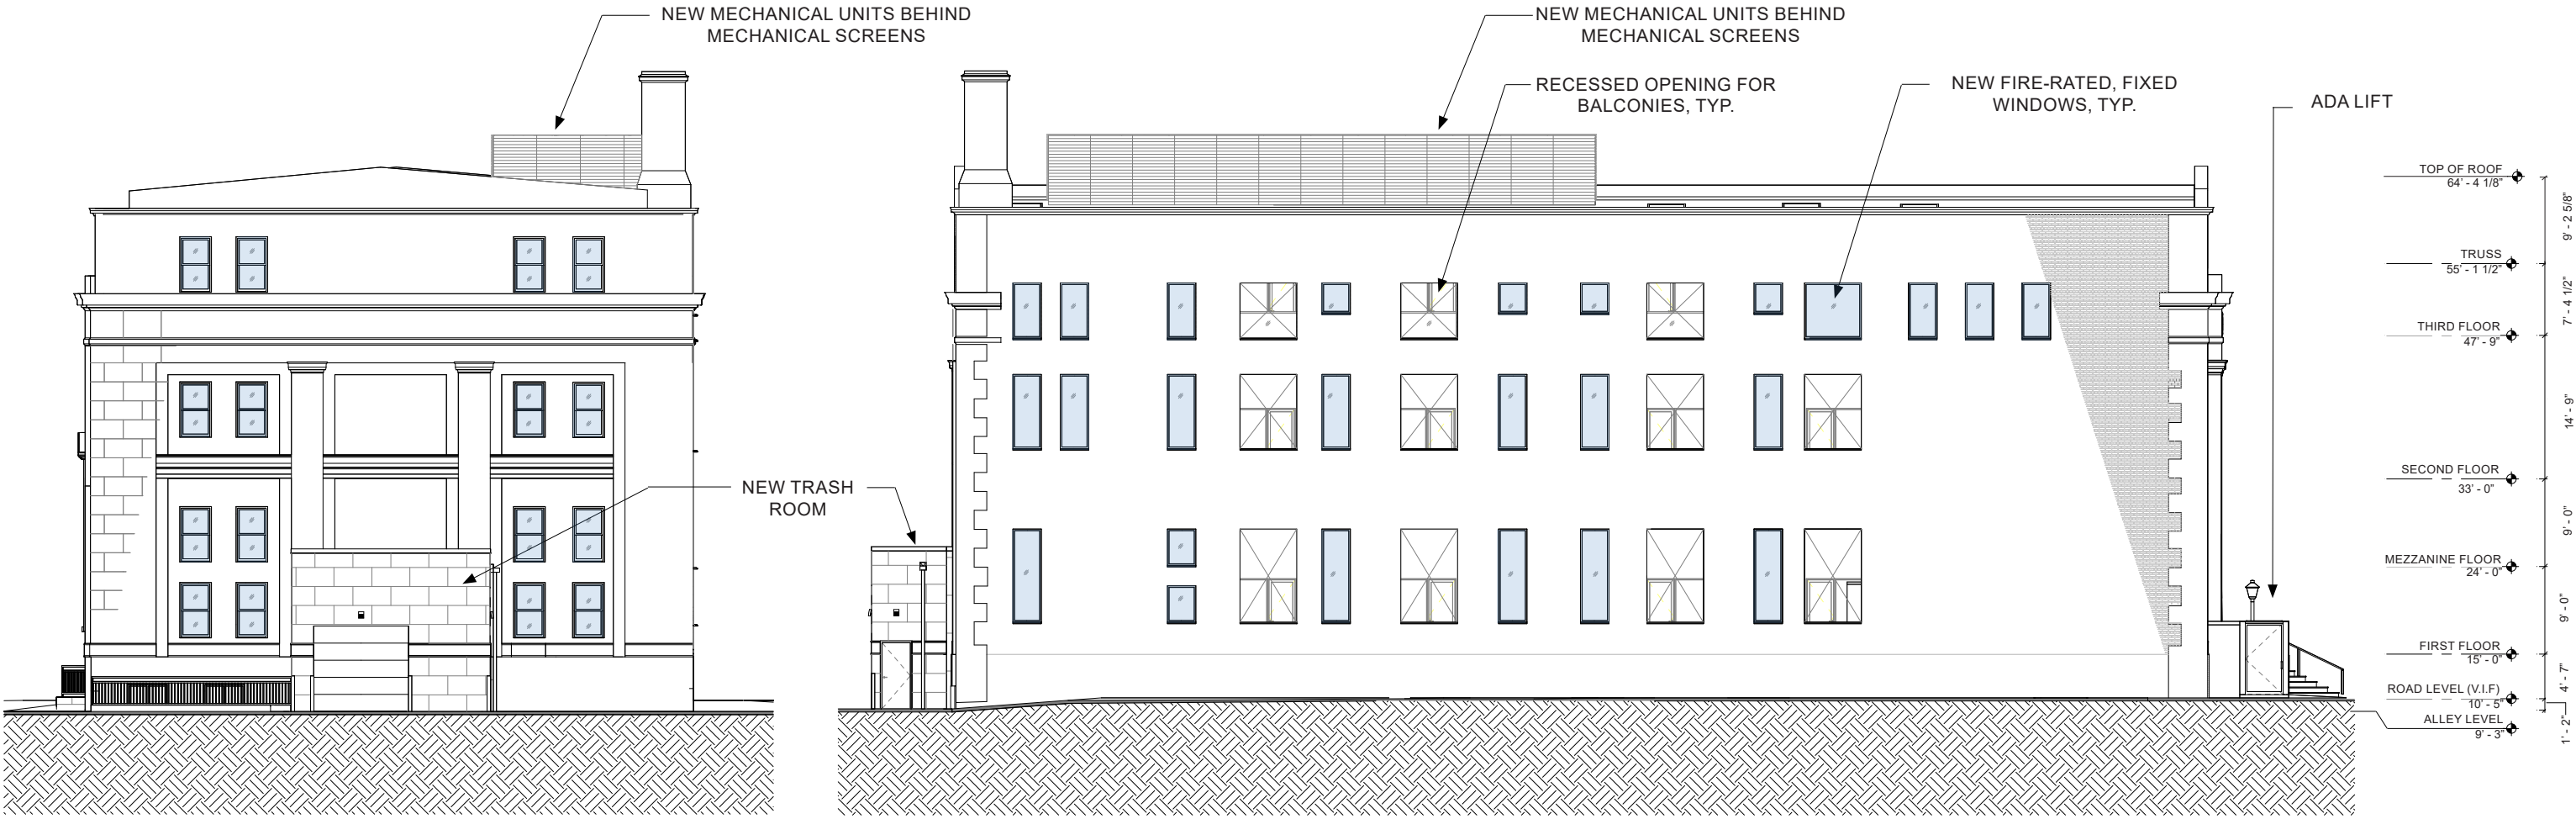 NEW MECHANICAL UNITS BEHIND
MECHANICAL SCREENS
NEW MECHANICAL UNITS BEHIND
MECHANICAL SCREENS
RECESSED OPENING FOR
BALCONIES, TYP.
NEW FIRE-RATED, FIXED
WINDOWS, TYP.
ADA LIFT
NEW TRASH
ROOM
TOP OF ROOF
64' - 4 1/8"
9' - 2 5/8"
TRUSS
55' - 1 1/2"
7' - 4 1/2"
THIRD FLOOR
47' - 9"
14' - 9"
SECOND FLOOR
33' - 0"
9' - 0"
MEZZANINE FLOOR
24' - 0"
9' - 0"
FIRST FLOOR
15' - 0"
4' - 7"
ROAD LEVEL (V.I.F)
10' - 5"
1' - 2"
ALLEY LEVEL
9' - 3"